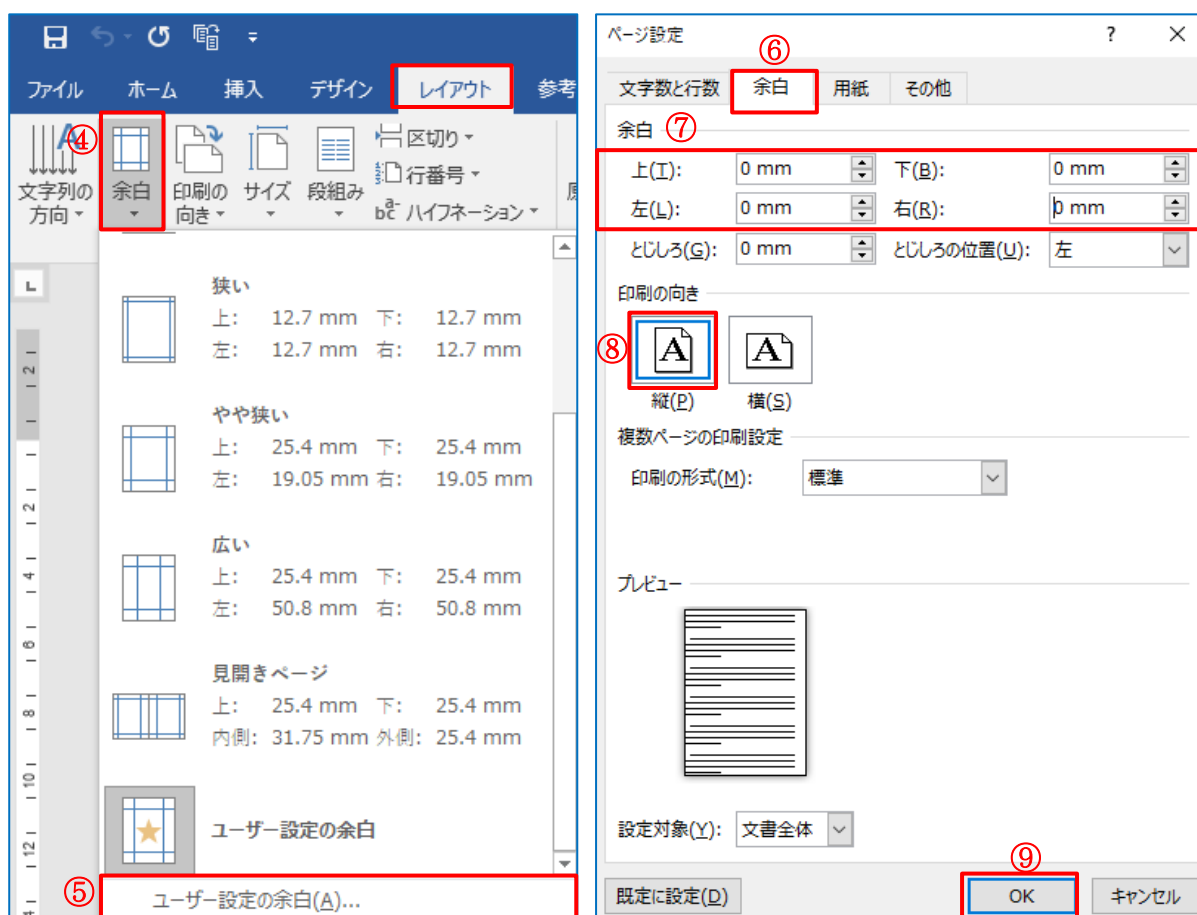 ファイル ホーム 挿入 デザイン レイアウト 参考
④
文字列の方向 余白 印刷の向き サイズ 段組み
区切り
行番号
bc ハイフネーション
狭い
上: 12.7 mm 下: 12.7 mm
左: 12.7 mm 右: 12.7 mm
やや狭い
上: 25.4 mm 下: 25.4 mm
左: 19.05 mm 右: 19.05 mm
広い
上: 25.4 mm 下: 25.4 mm
左: 50.8 mm 右: 50.8 mm
見開きページ
上: 25.4 mm 下: 25.4 mm
内側: 31.75 mm 外側: 25.4 mm
ユーザー設定の余白
⑤ ユーザー設定の余白(A)...
2
2
4
6
8
10
12
ページ設定 ?
⑥
文字数と行数 余白 用紙 その他
余白 ⑦
上(T): 0 mm 下(B): 0 mm
左(L): 0 mm 右(R): 0 mm
とじしろ(G): 0 mm とじしろの位置(U): 左
印刷の向き
⑧ A A
縦(P) 横(S)
複数ページの印刷設定
印刷の形式(M): 標準
プレビュー
設定対象(Y): 文書全体
⑨
既定に設定(D) OK キャンセル